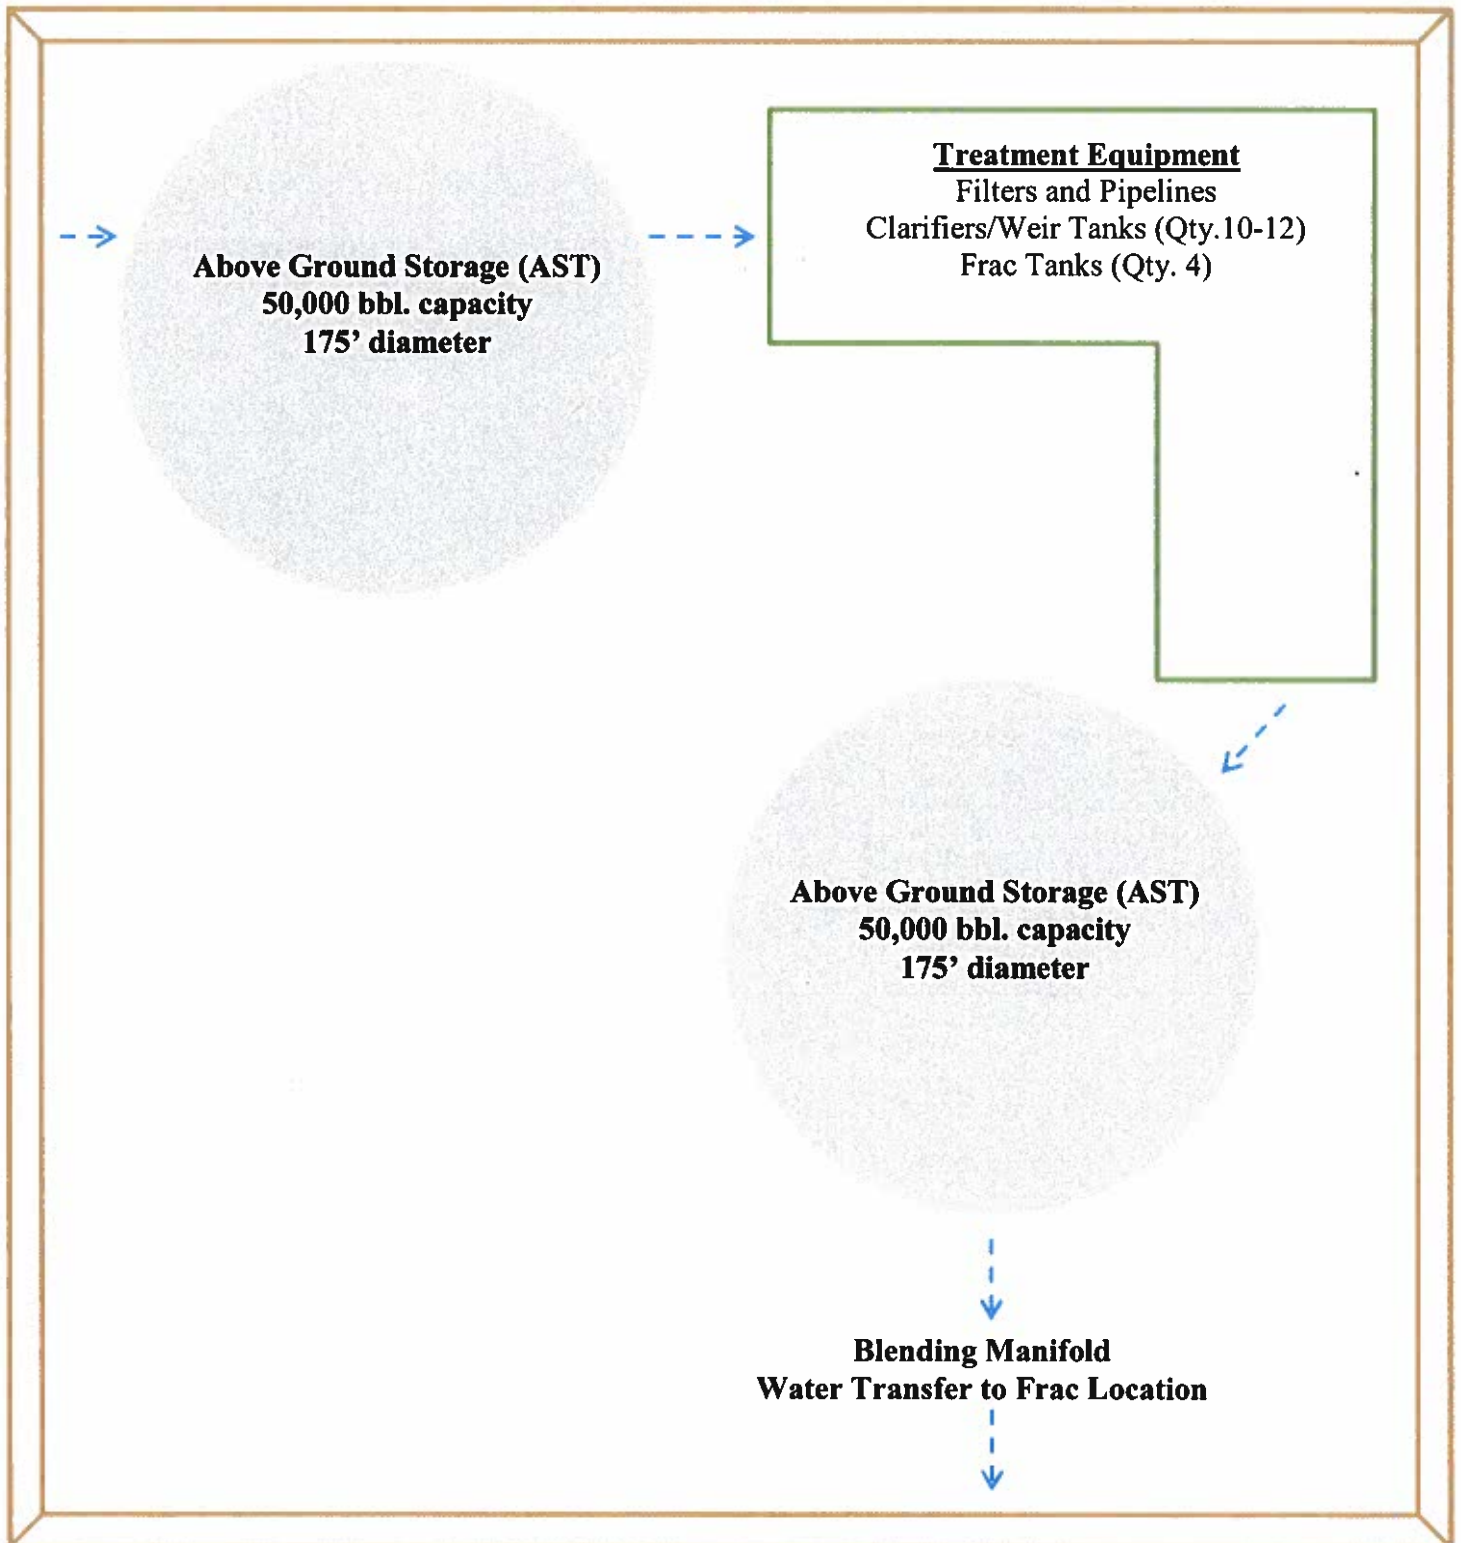 Treatment Equipment
Filters and Pipelines
Clarifiers/Weir Tanks (Qty.10-12)
Frac Tanks (Qty. 4)
Above Ground Storage (AST)
50,000 bbl. capacity
175’ diameter
Above Ground Storage (AST)
50,000 bbl. capacity
175’ diameter
Blending Manifold
Water Transfer to Frac Location